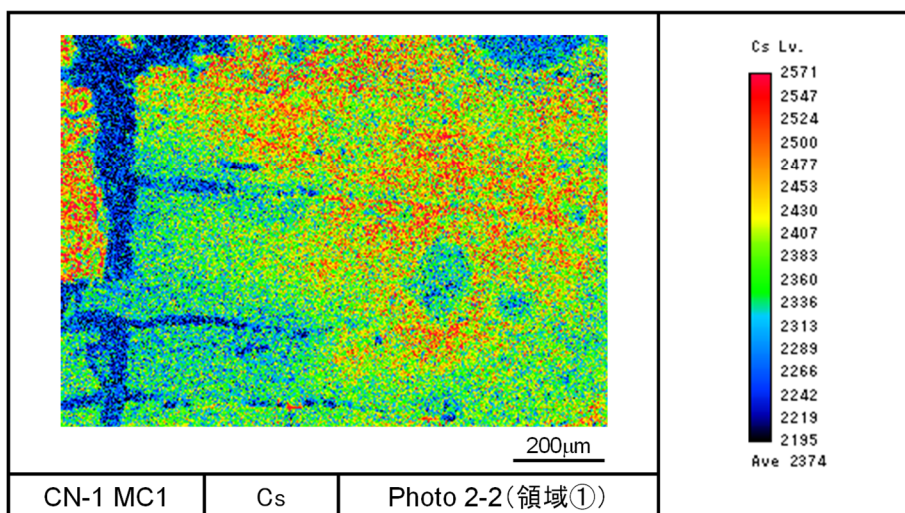 Cs Lv.
2571
2547
2524
2500
2477
2453
2430
2407
2383
2360
2336
2313
2289
2266
2242
2219
2195
Ave 2374
200μm
CN-1 MC1
Cs
Photo 2-2(領域①)